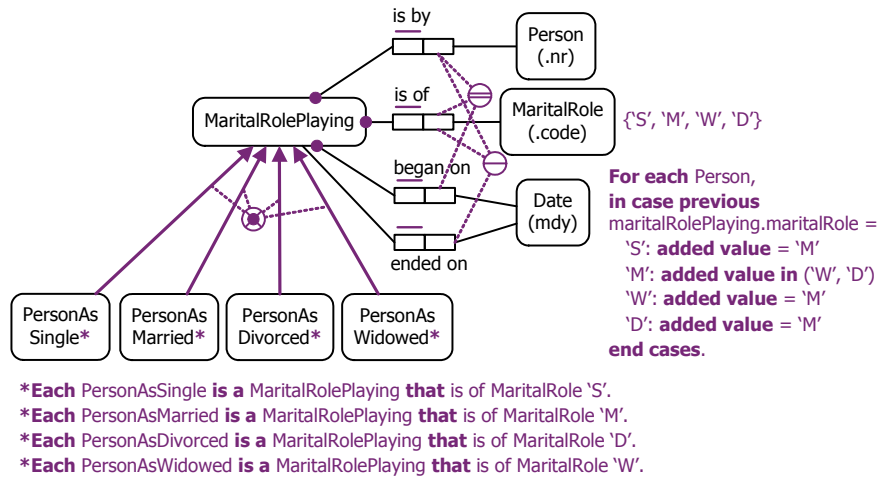 is by
Person
(.nr)
is of
MaritalRolePlaying
MaritalRole
(.code)
{‘S’, ‘M’, ‘W’, ‘D’}
began on
Date
(mdy)
ended on
For each Person,
in case previous
maritalRolePlaying.maritalRole =
‘S’: added value = ‘M’
‘M’: added value in (‘W’, ‘D’)
‘W’: added value = ‘M’
‘D’: added value = ‘M’
end cases.
PersonAs
Single*
PersonAs
Married*
PersonAs
Divorced*
PersonAs
Widowed*
*Each PersonAsSingle is a MaritalRolePlaying that is of MaritalRole ‘S’.
*Each PersonAsMarried is a MaritalRolePlaying that is of MaritalRole ‘M’.
*Each PersonAsDivorced is a MaritalRolePlaying that is of MaritalRole ‘D’.
*Each PersonAsWidowed is a MaritalRolePlaying that is of MaritalRole ‘W’.